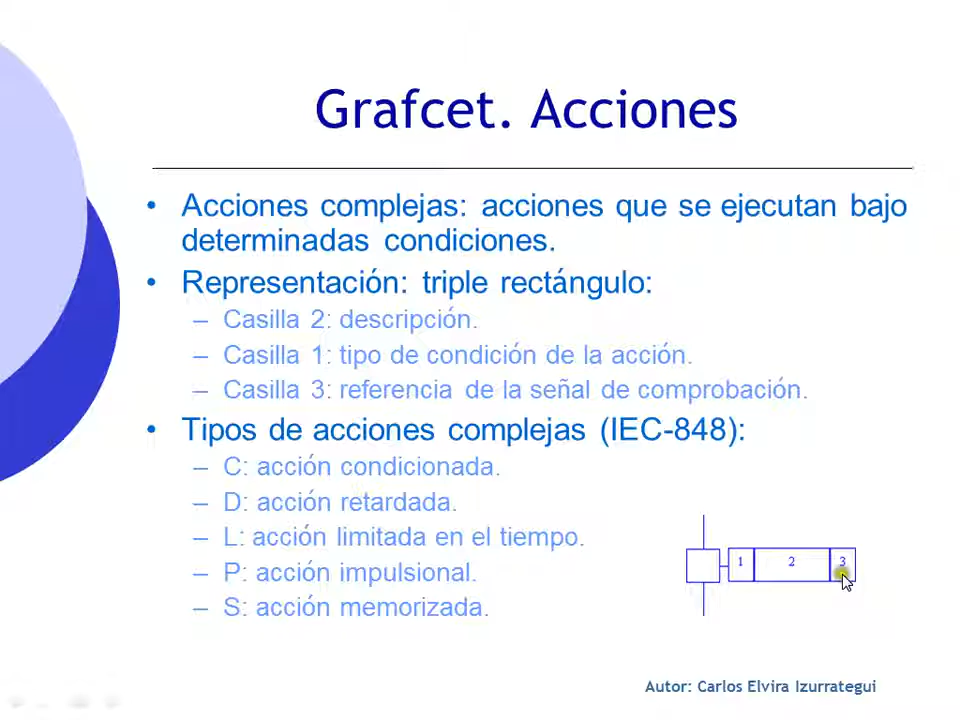 Grafcet. Acciones
• Acciones complejas: acciones que se ejecutan bajo
determinadas condiciones.
• Representación: triple rectángulo:
– Casilla 2: descripción.
– Casilla 1: tipo de condición de la acción.
– Casilla 3: referencia de la señal de comprobación.
• Tipos de acciones complejas (IEC-848):
– C: acción condicionada.
– D: acción retardada.
– L: acción limitada en el tiempo.
– P: acción impulsional.
– S: acción memorizada.
1 2 3
Autor: Carlos Elvira Izurrategui